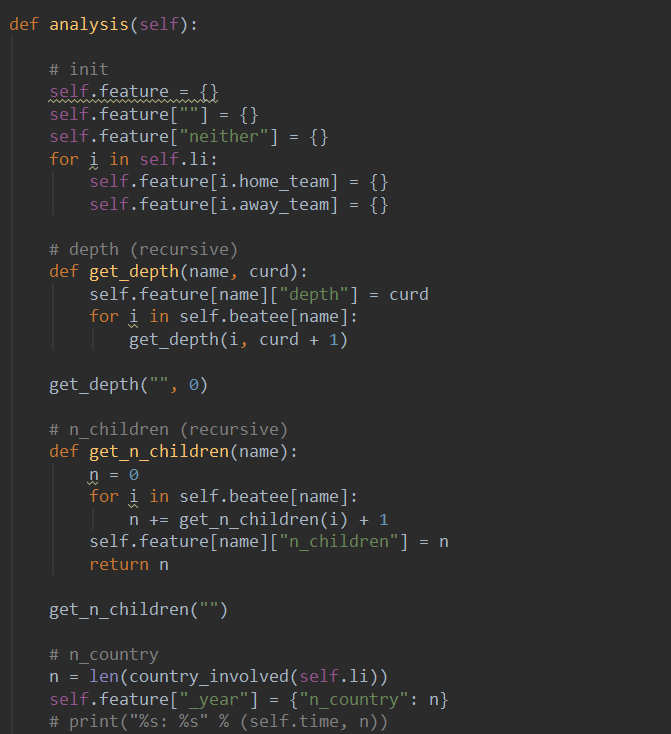 def analysis(self):
# init
self.feature = {}
self.feature[""] = {}
self.feature["neither"] = {}
for i in self.li:
self.feature[i.home_team] = {}
self.feature[i.away_team] = {}
# depth (recursive)
def get_depth(name, curd):
self.feature[name]["depth"] = curd
for i in self.beatee[name]:
get_depth(i, curd + 1)
get_depth("", 0)
# n_children (recursive)
def get_n_children(name):
n = 0
for i in self.beatee[name]:
n += get_n_children(i) + 1
self.feature[name]["n_children"] = n
return n
get_n_children("")
# n_country
n = len(country_involved(self.li))
self.feature["_year"] = {"n_country": n}
# print("%s: %s" % (self.time, n))